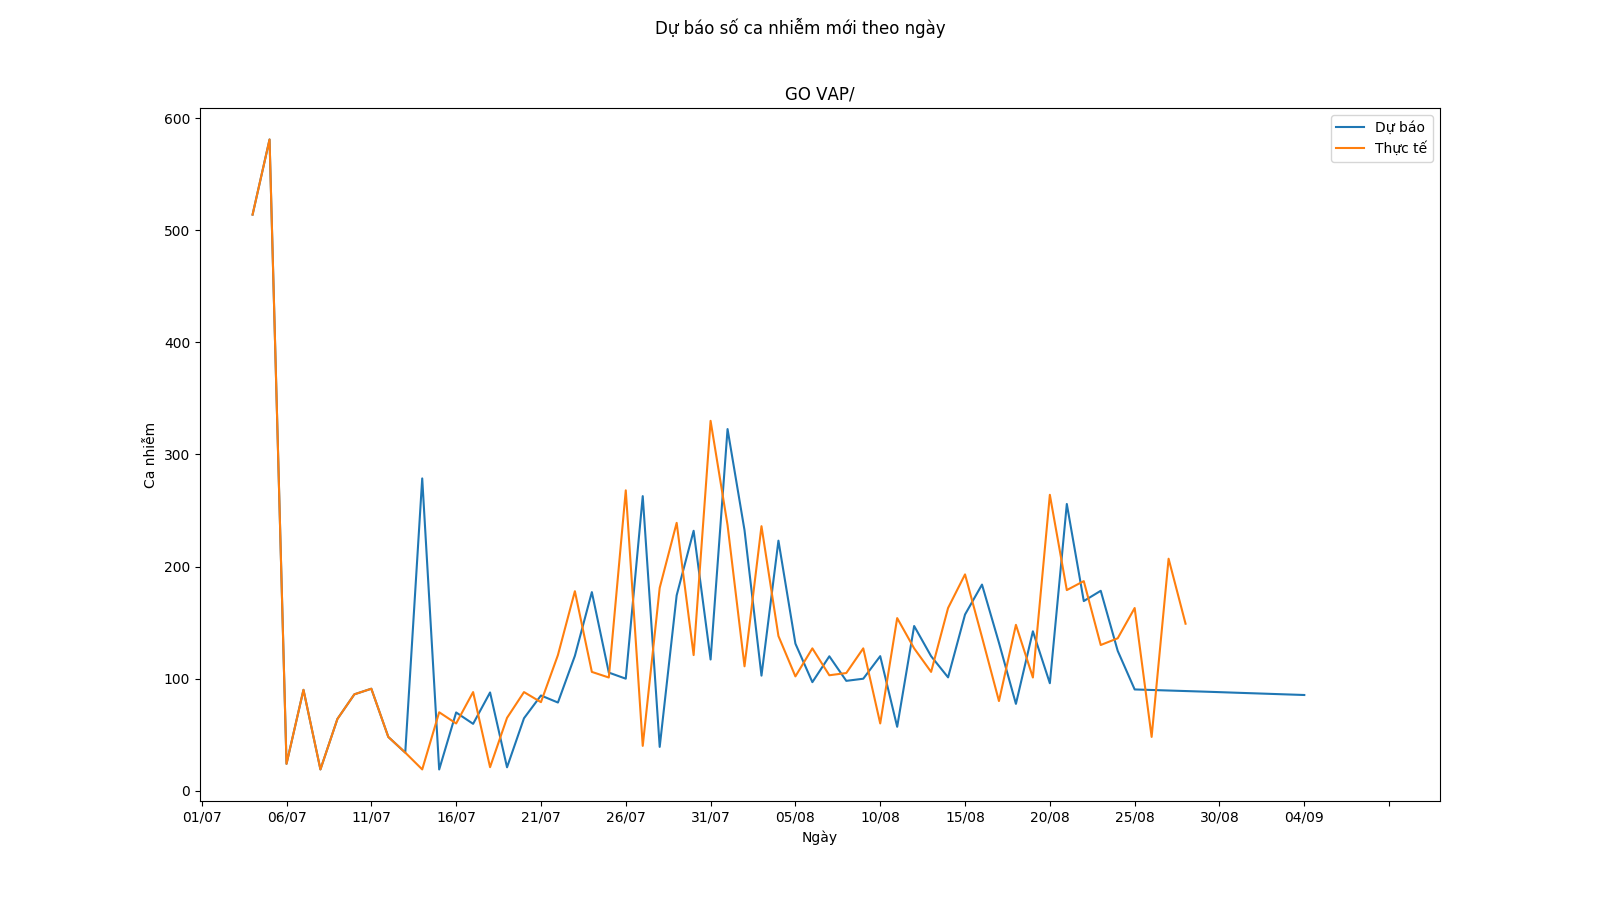 Dự báo số ca nhiễm mới theo ngày
GO VAP/
Dự báo
Thực tế
600
500
400
300
200
100
0
Ca nhiễm
01/07 06/07 11/07 16/07 21/07 26/07 31/07 05/08 10/08 15/08 20/08 25/08 30/08 04/09
Ngày